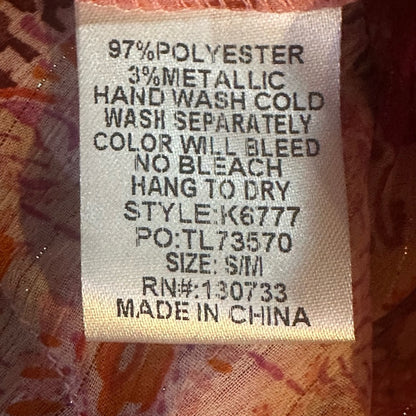 97%POLYESTER
3%METALLIC
HAND WASH COLD
WASH SEPARATELY
COLOR WILL BLEED
NO BLEACH
HANG TO DRY
STYLE:K6777
PO:TL73570
SIZE: S/M
RN#:130733
MADE IN CHINA